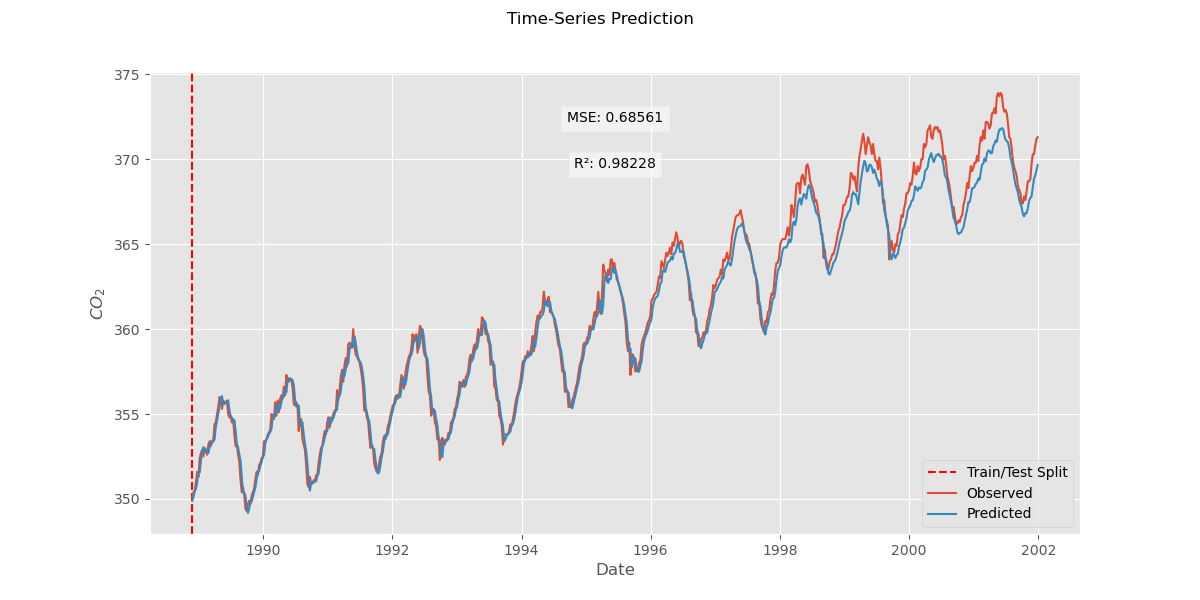 Time-Series Prediction
375
370
365
360
355
350
CO₂
MSE: 0.68561
R²: 0.98228
Train/Test Split
Observed
Predicted
1990
1992
1994
1996
1998
2000
2002
Date